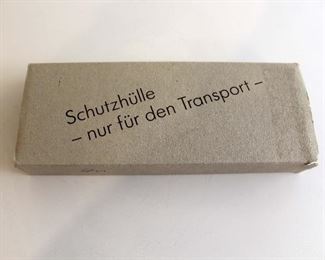 Schutzhülle
– nur für den Transport –